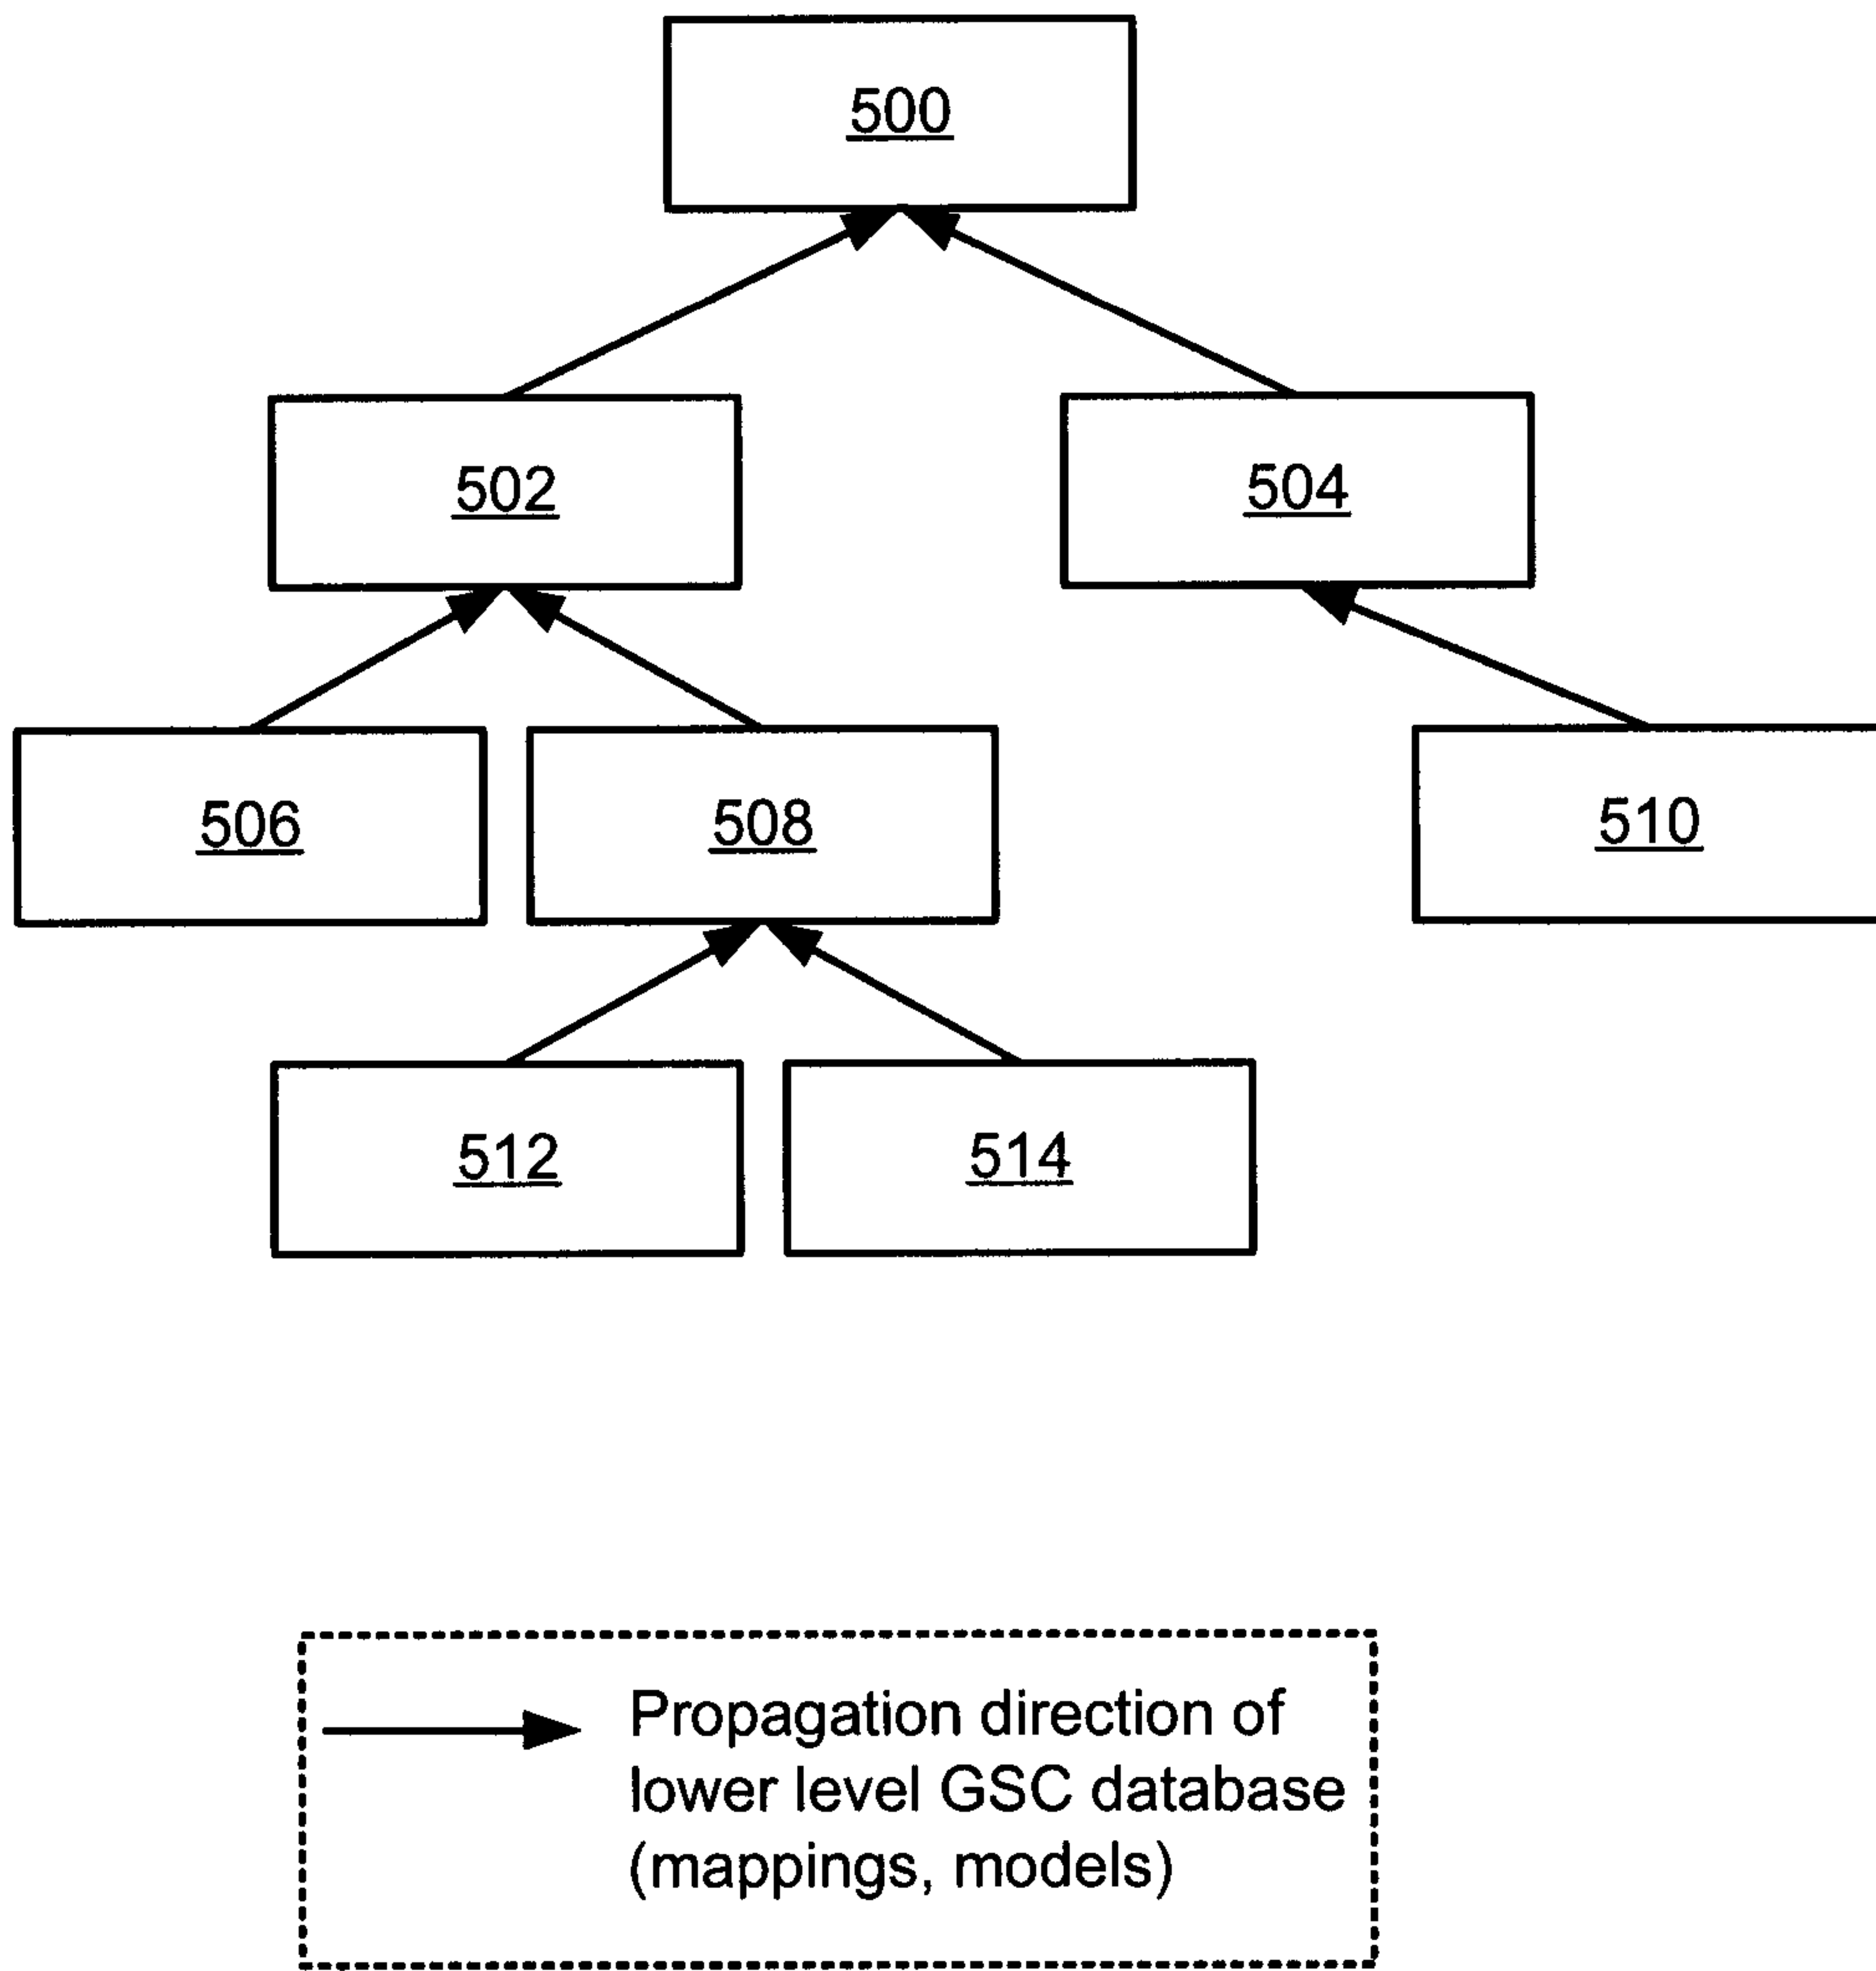 500
502
504
506
508
510
512
514
Propagation direction of
lower level GSC database
(mappings, models)